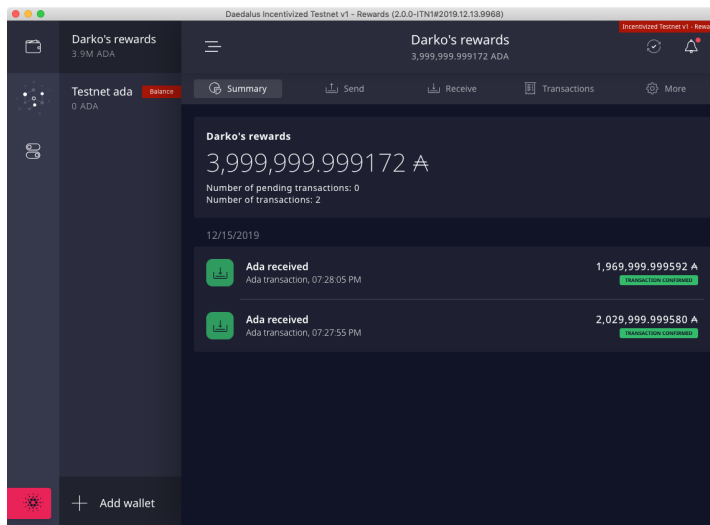 Daedalus Incentivized Testnet v1 - Rewards (2.0.0-ITN1#2019.12.13.9968)
Incentivized Testnet v1 - Rewa
Darko's rewards
3.9M ADA
Darko's rewards
3,999,999.999172 ADA
Testnet ada Balance
0 ADA
Summary Send Receive Transactions More
Darko's rewards
3,999,999.999172 ₳
Number of pending transactions: 0
Number of transactions: 2
12/15/2019
Ada received 1,969,999.999592 ₳
Ada transaction, 07:28:05 PM TRANSACTION CONFIRMED
Ada received 2,029,999.999580 ₳
Ada transaction, 07:27:55 PM TRANSACTION CONFIRMED
Add wallet